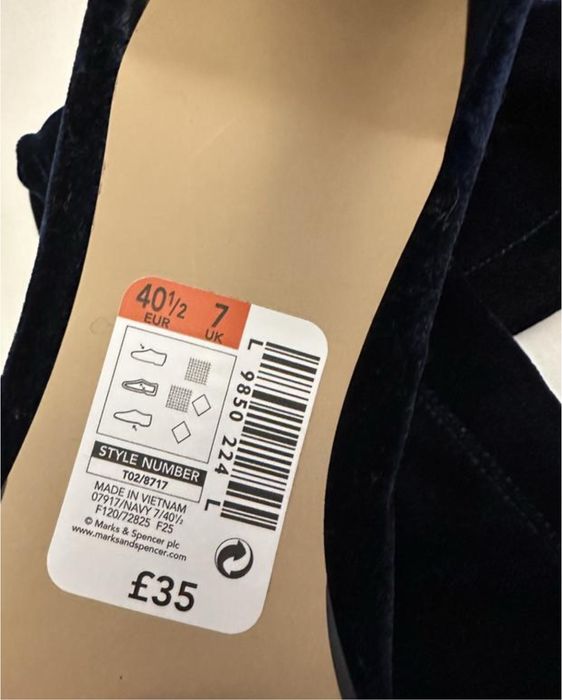 40½ 7
EUR UK
L 9850 224 L
STYLE NUMBER
T02/8717
MADE IN VIETNAM
07917/NAVY 7/40½
F120/72825 F25
© Marks & Spencer plc
www.marksandspencer.com
£35